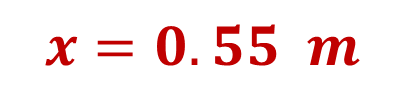 x = 0.55 m